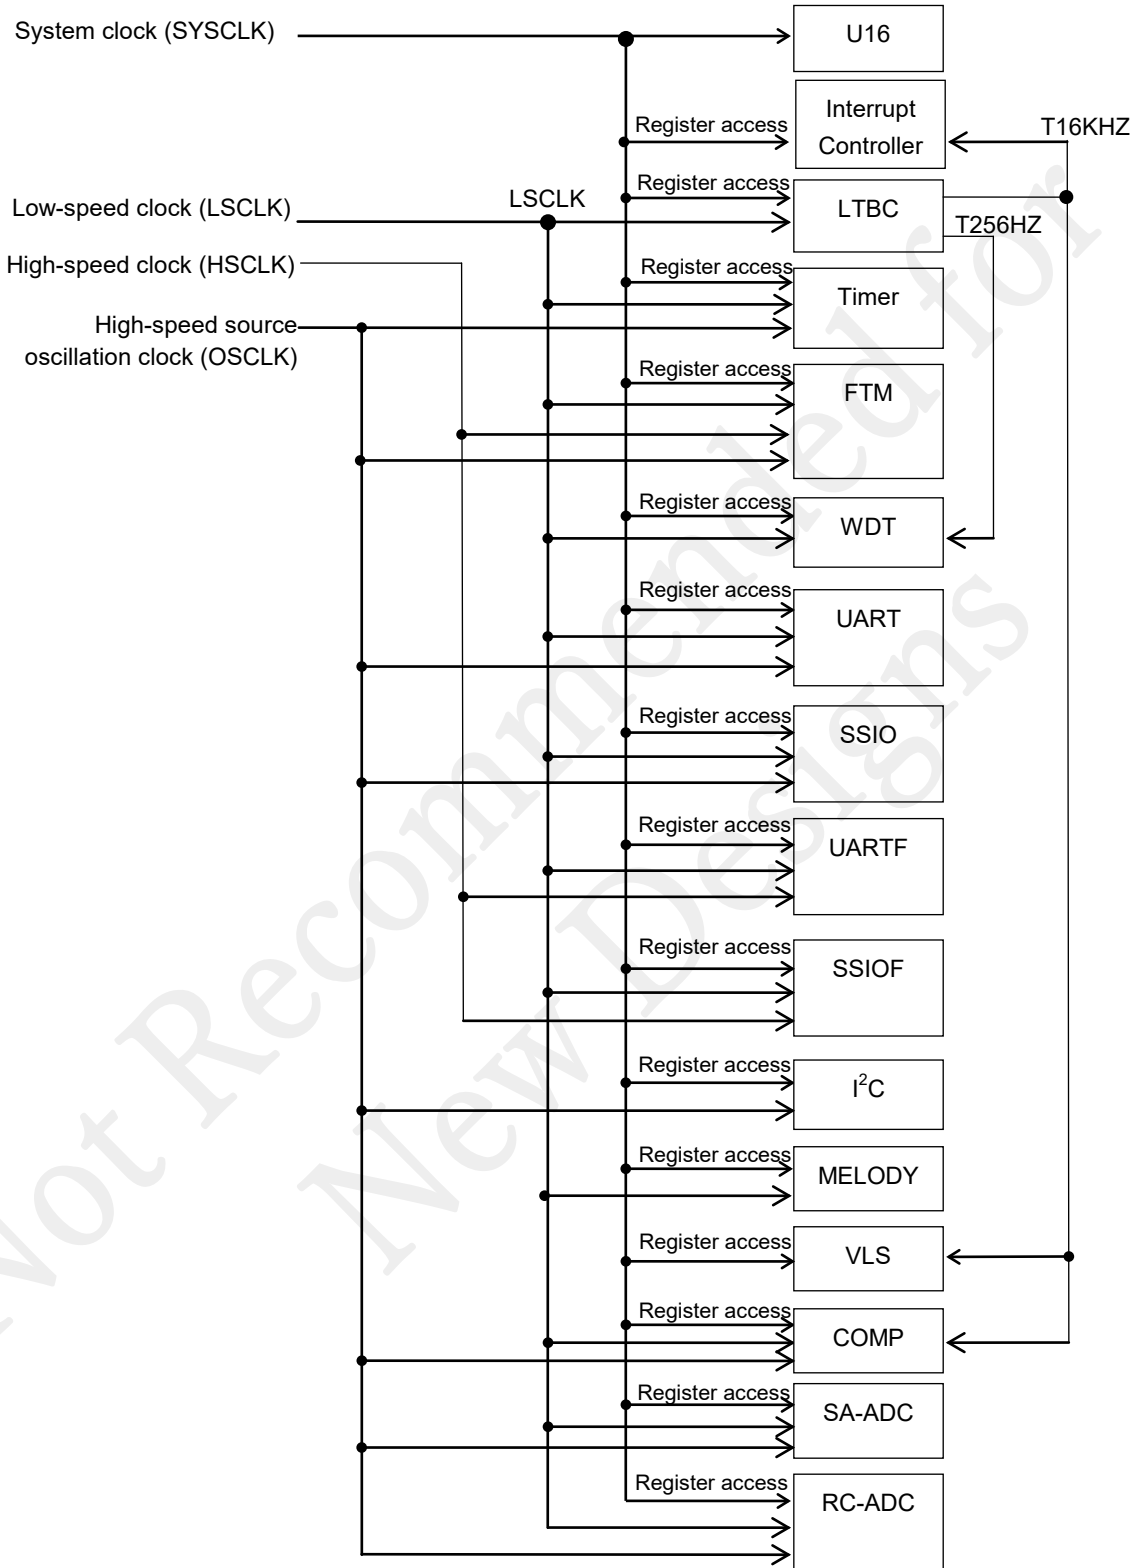 System clock (SYSCLK)
U16
Interrupt
Controller
Register access
T16KHZ
Register access
LSCLK
Low-speed clock (LSCLK)
LTBC
T256HZ
High-speed clock (HSCLK)
Register access
Timer
High-speed source
oscillation clock (OSCLK)
Register access
FTM
Register access
WDT
Register access
UART
Register access
SSIO
Register access
UARTF
Register access
SSIOF
Register access
I²C
Register access
MELODY
Register access
VLS
Register access
COMP
Register access
SA-ADC
Register access
RC-ADC
Not Recommended for
New Designs